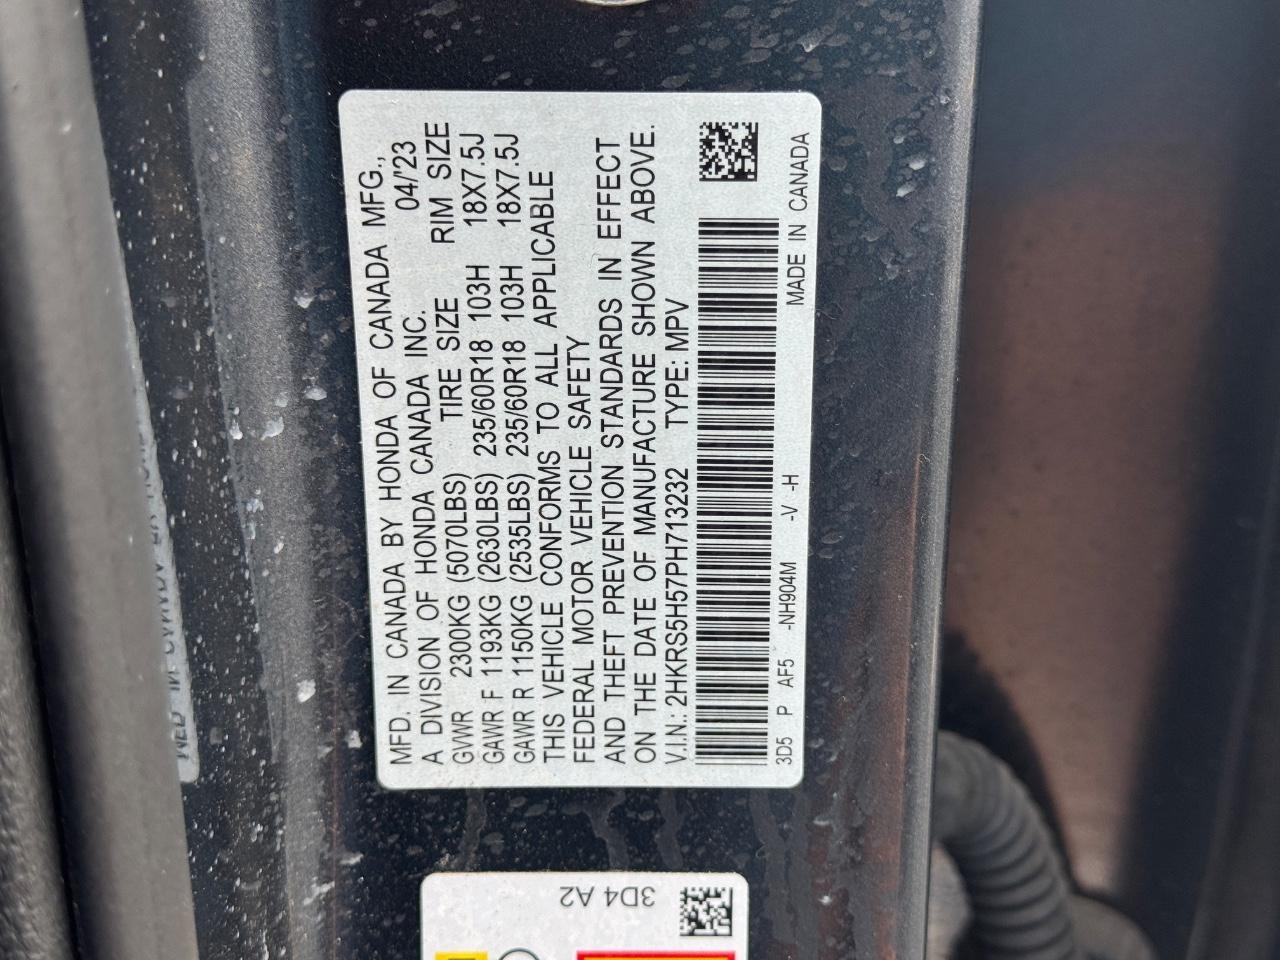 MFD. IN CANADA BY HONDA OF CANADA MFG.,
A DIVISION OF HONDA CANADA INC. 04/'23
GVWR 2300KG (5070LBS) TIRE SIZE RIM SIZE
GAWR F 1193KG (2630LBS) 235/60R18 103H 18X7.5J
GAWR R 1150KG (2535LBS) 235/60R18 103H 18X7.5J
THIS VEHICLE CONFORMS TO ALL APPLICABLE
FEDERAL MOTOR VEHICLE SAFETY
AND THEFT PREVENTION STANDARDS IN EFFECT
ON THE DATE OF MANUFACTURE SHOWN ABOVE.
V.I.N.: 2HKRS5H57PH713232 TYPE: MPV
3D5 P AF5 -NH904M -V -H MADE IN CANADA
3D4 A2